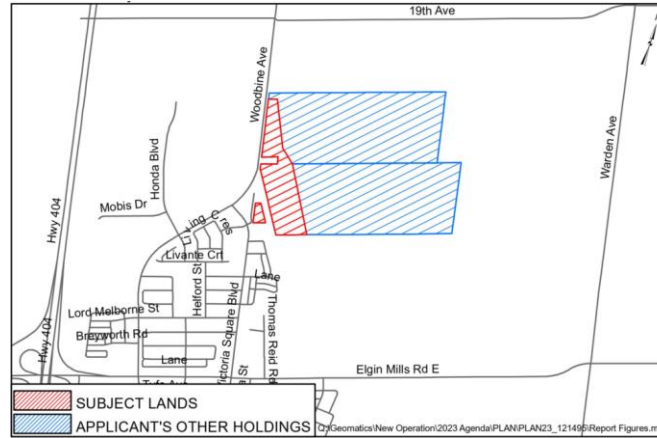 19th Ave
Woodbine Ave
Warden Ave
Honda Blvd
Mobis Dr
Hwy 404
Livante Crt
Helford St
Lane
Lord Melborne St
Breyworth Rd
Victoria Square Blvd
Thomas Reid Rd
Hwy 404
Lane
Elgin Mills Rd E
SUBJECT LANDS
APPLICANT'S OTHER HOLDINGS
Geomatics\New Operation\2023 Agenda\PLAN\PLAN23_121495\Report Figures.m